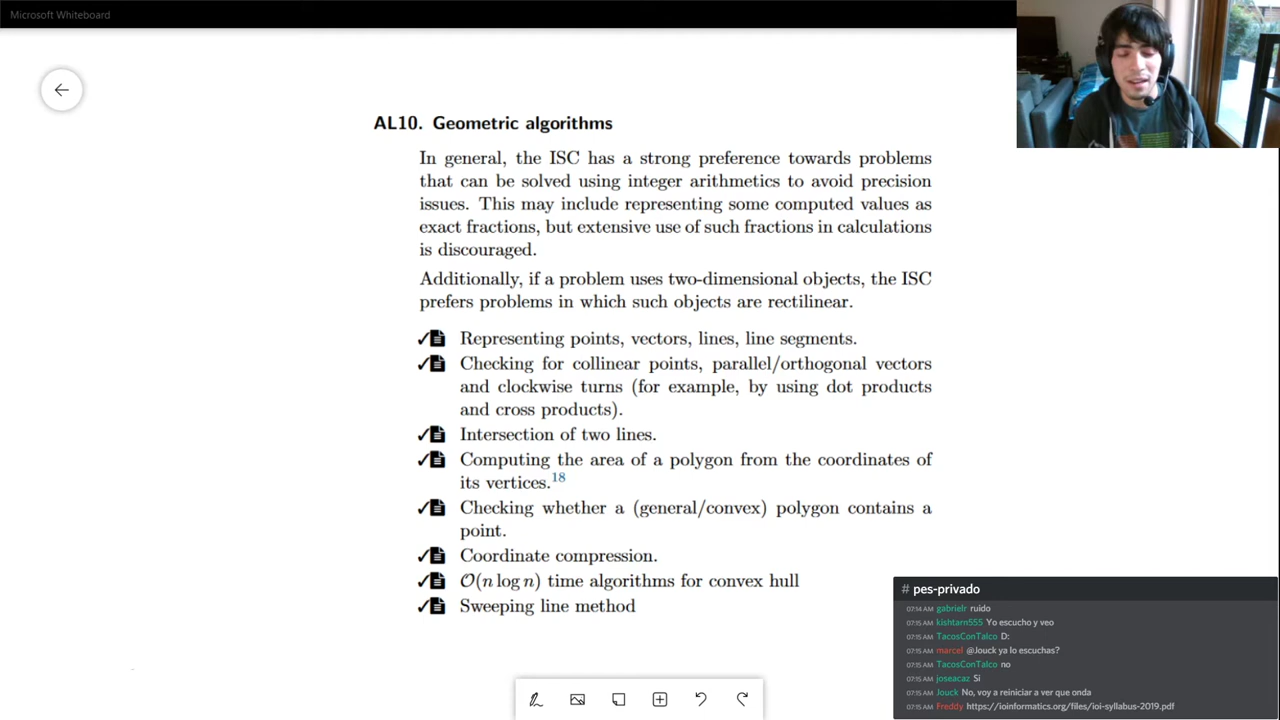 Microsoft Whiteboard
AL10. Geometric algorithms
In general, the ISC has a strong preference towards problems
that can be solved using integer arithmetics to avoid precision
issues. This may include representing some computed values as
exact fractions, but extensive use of such fractions in calculations
is discouraged.
Additionally, if a problem uses two-dimensional objects, the ISC
prefers problems in which such objects are rectilinear.
✓ Representing points, vectors, lines, line segments.
✓ Checking for collinear points, parallel/orthogonal vectors
and clockwise turns (for example, by using dot products
and cross products).
✓ Intersection of two lines.
✓ Computing the area of a polygon from the coordinates of
its vertices.18
✓ Checking whether a (general/convex) polygon contains a
point.
✓ Coordinate compression.
✓ O(n log n) time algorithms for convex hull
✓ Sweeping line method
# pes-privado
07:14 AM gabrielr ruido
07:15 AM kishtarn555 Yo escucho y veo
07:15 AM TacosConTalco D:
07:15 AM marcel @Jouck ya lo escuchas?
07:15 AM TacosConTalco no
07:15 AM joseacaz Si
07:15 AM Jouck No, voy a reiniciar a ver que onda
07:15 AM Freddy https://ioinformatics.org/files/ioi-syllabus-2019.pdf